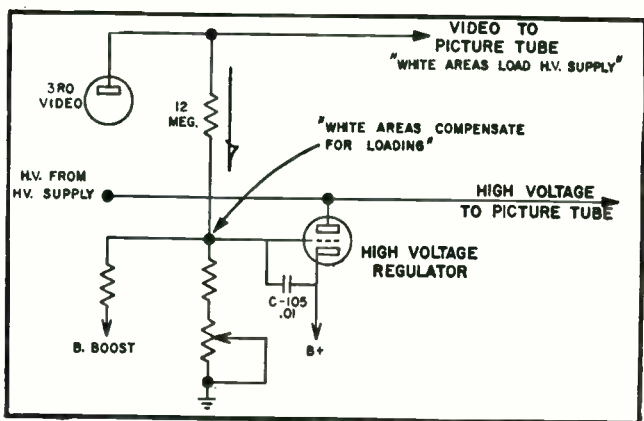 VIDEO TO
PICTURE TUBE
"WHITE AREAS LOAD H.V. SUPPLY"
3RD
VIDEO
12
MEG.
"WHITE AREAS COMPENSATE
FOR LOADING"
H.V. FROM
H.V. SUPPLY
HIGH VOLTAGE
TO PICTURE TUBE
HIGH VOLTAGE
REGULATOR
C-105
.01
B. BOOST
B+